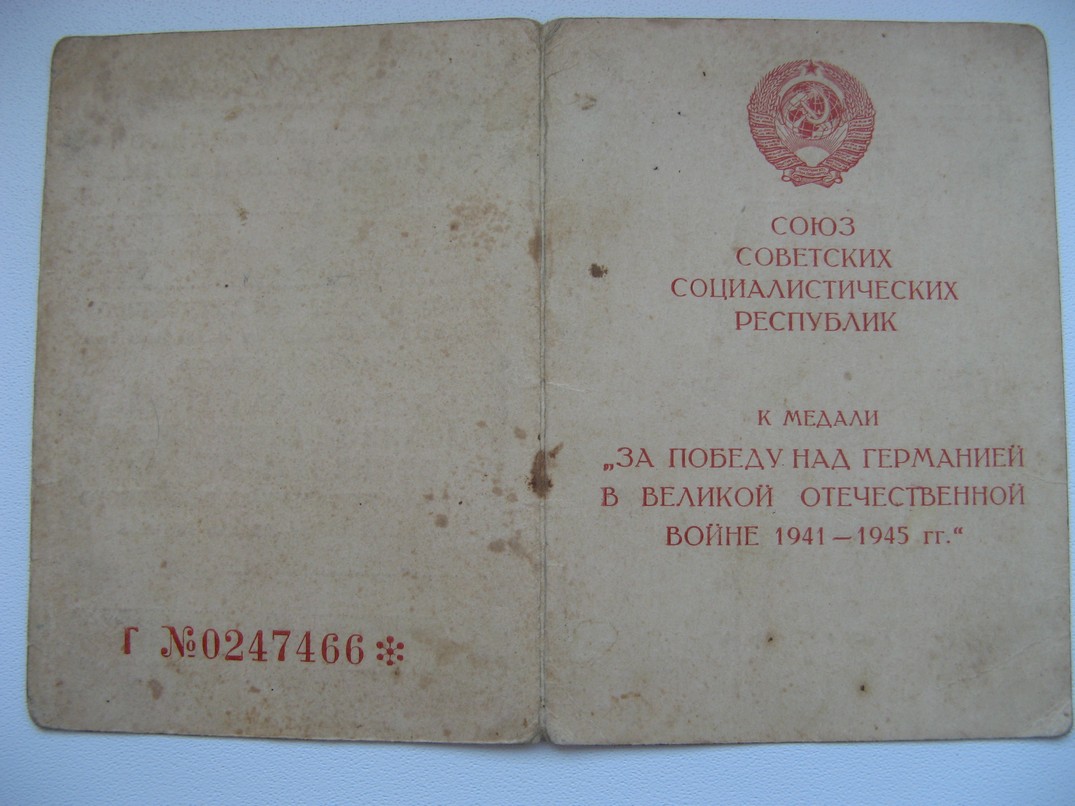 Г №0247466
СОЮЗ
СОВЕТСКИХ
СОЦИАЛИСТИЧЕСКИХ
РЕСПУБЛИК
К МЕДАЛИ
„ЗА ПОБЕДУ НАД ГЕРМАНИЕЙ
В ВЕЛИКОЙ ОТЕЧЕСТВЕННОЙ
ВОЙНЕ 1941—1945 гг.“